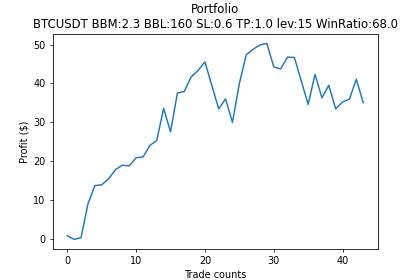 Portfolio
BTCUSDT BBM:2.3 BBL:160 SL:0.6 TP:1.0 lev:15 WinRatio:68.0
50
40
30
20
10
0
Profit ($)
0 10 20 30 40
Trade counts